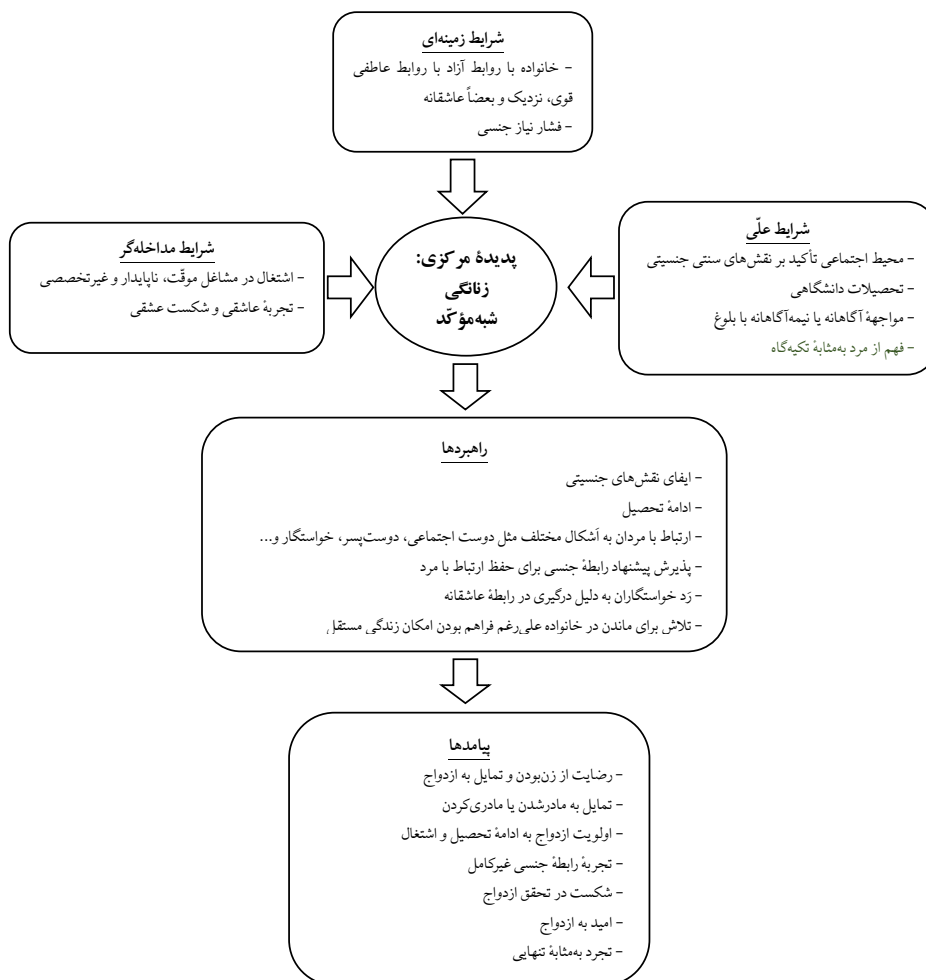 شرایط زمینه‌ای
- خانواده با روابط آزاد با روابط عاطفی
قوی، نزدیک و بعضاً عاشقانه
- فشار نیاز جنسی
شرایط علّی
- محیط اجتماعی تأکید بر نقش‌های سنتی جنسیتی
- تحصیلات دانشگاهی
- مواجههٔ آگاهانه یا نیمه‌آگاهانه با بلوغ
- فهم از مرد به‌مثابهٔ تکیه‌گاه
پدیدهٔ مرکزی:
زنانگی
شبه‌مؤکّد
شرایط مداخله‌گر
- اشتغال در مشاغل موقّت، ناپایدار و غیرتخصصی
- تجربهٔ عاشقی و شکست عشقی
راهبردها
- ایفای نقش‌های جنسیتی
- ادامهٔ تحصیل
- ارتباط با مردان به اَشکال مختلف مثل دوست اجتماعی، دوست‌پسر، خواستگار و...
- پذیرش پیشنهاد رابطهٔ جنسی برای حفظ ارتباط با مرد
- رَد خواستگاران به دلیل درگیری در رابطهٔ عاشقانه
- تلاش برای ماندن در خانواده علی‌رغم فراهم بودن امکان زندگی مستقل
پیامدها
- رضایت از زن‌بودن و تمایل به ازدواج
- تمایل به مادرشدن یا مادری‌کردن
- اولویت ازدواج به ادامهٔ تحصیل و اشتغال
- تجربهٔ رابطهٔ جنسی غیرکامل
- شکست در تحقق ازدواج
- امید به ازدواج
- تجرد به‌مثابهٔ تنهایی